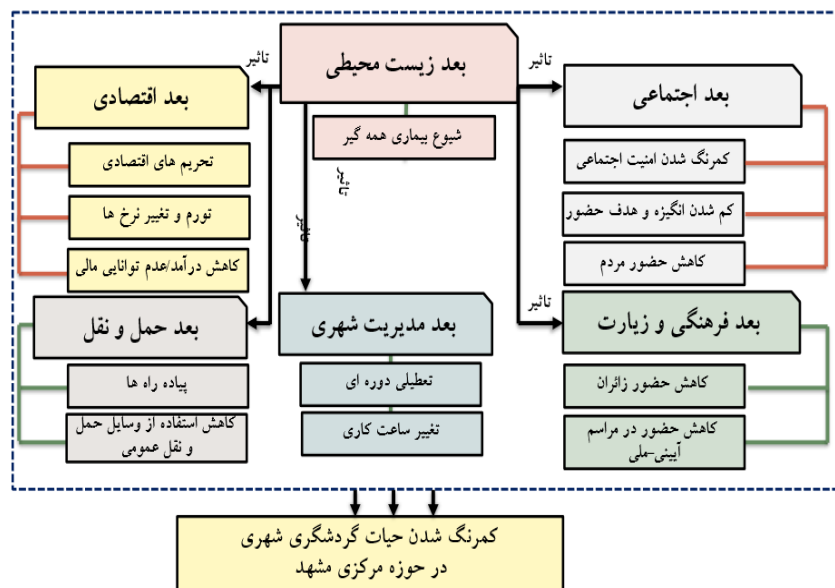 بعد زیست محیطی
شیوع بیماری همه گیر
تاثیر
بعد اجتماعی
کمرنگ شدن امنیت اجتماعی
کم شدن انگیزه و هدف حضور
کاهش حضور مردم
تاثیر
بعد اقتصادی
تحریم های اقتصادی
تورم و تغییر نرخ ها
کاهش درآمد/عدم توانایی مالی
تاثیر
تاثیر
تاثیر
بعد فرهنگی و زیارت
کاهش حضور زائران
کاهش حضور در مراسم
آیینی-ملی
بعد مدیریت شهری
تعطیلی دوره ای
تغییر ساعت کاری
بعد حمل و نقل
پیاده راه ها
کاهش استفاده از وسایل حمل
و نقل عمومی
تاثیر
کمرنگ شدن حیات گردشگری شهری
در حوزه مرکزی مشهد